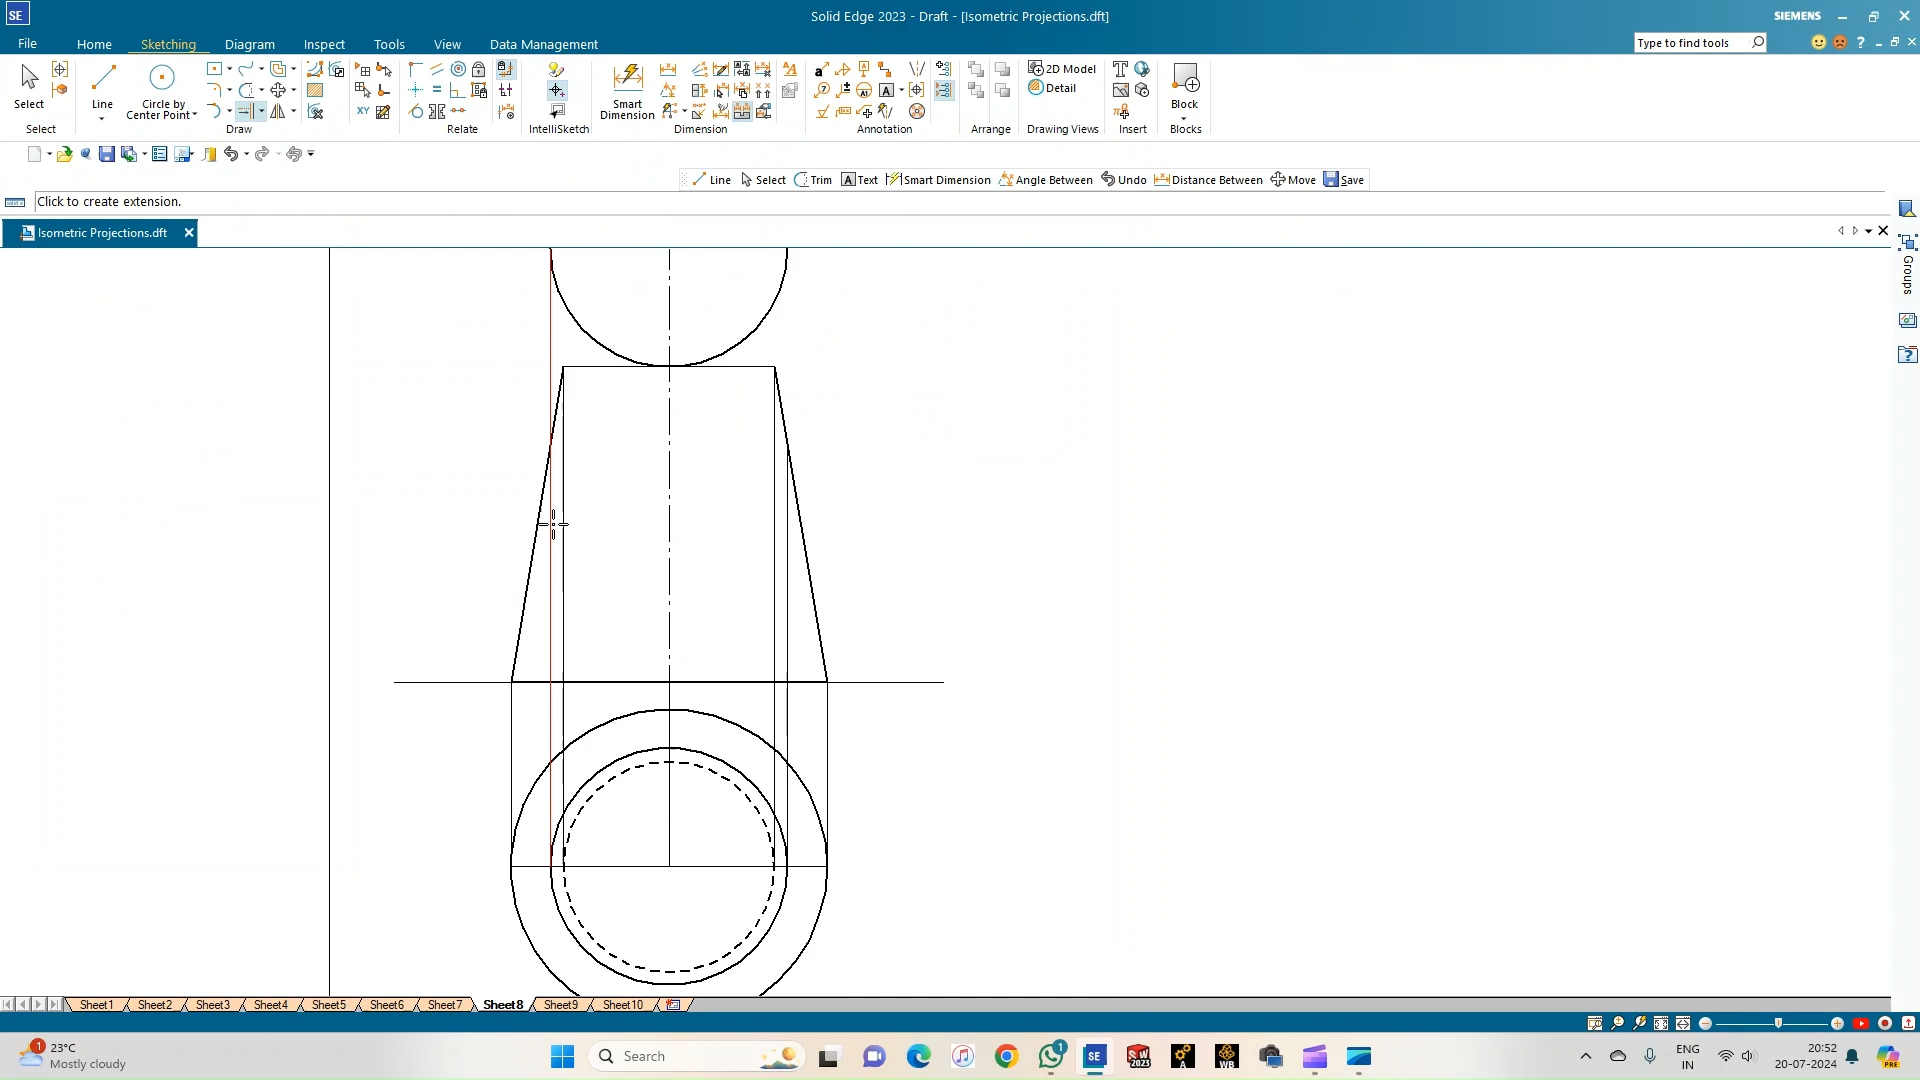 SE
Solid Edge 2023 - Draft - [Isometric Projections.dft]
SIEMENS
File Home Sketching Diagram Inspect Tools View Data Management
Type to find tools
Select
Line
Circle by
Center Point
Smart
Dimension
2D Model
Detail
Block
Select Draw Relate IntelliSketch Dimension Annotation Arrange Drawing Views Insert Blocks
Line Select Trim Text Smart Dimension Angle Between Undo Distance Between Move Save
Click to create extension.
Isometric Projections.dft
Groups
Sheet1 Sheet2 Sheet3 Sheet4 Sheet5 Sheet6 Sheet7 Sheet8 Sheet9 Sheet10
1
23°C
Mostly cloudy
Search
1
SE
ENG
IN
20:52
20-07-2024